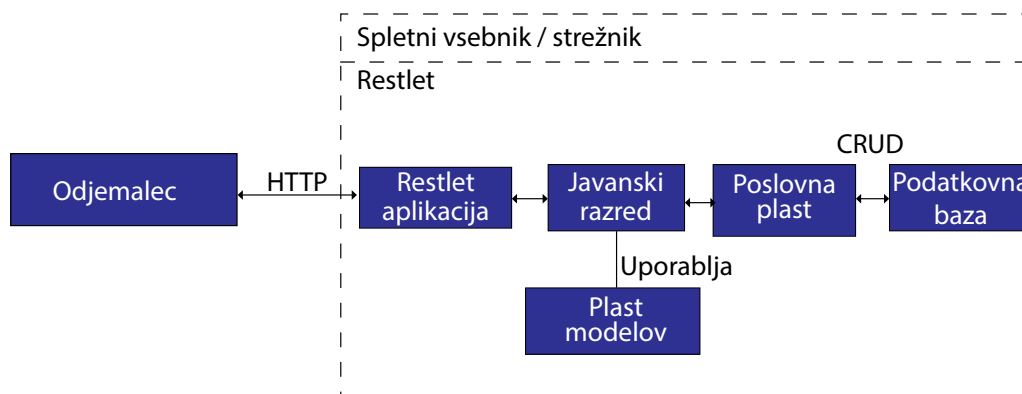 Spletni vsebnik / strežnik
Restlet
CRUD
Odjemalec
HTTP
Restlet
aplikacija
Javanski
razred
Poslovna
plast
Podatkovna
baza
Uporablja
Plast
modelov